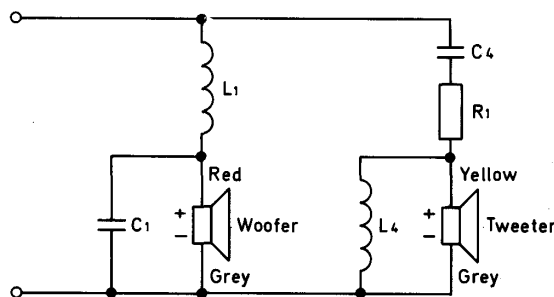 C4
L1
R1
Red
Yellow
C1
+
−
Woofer
L4
+
−
Tweeter
Grey
Grey